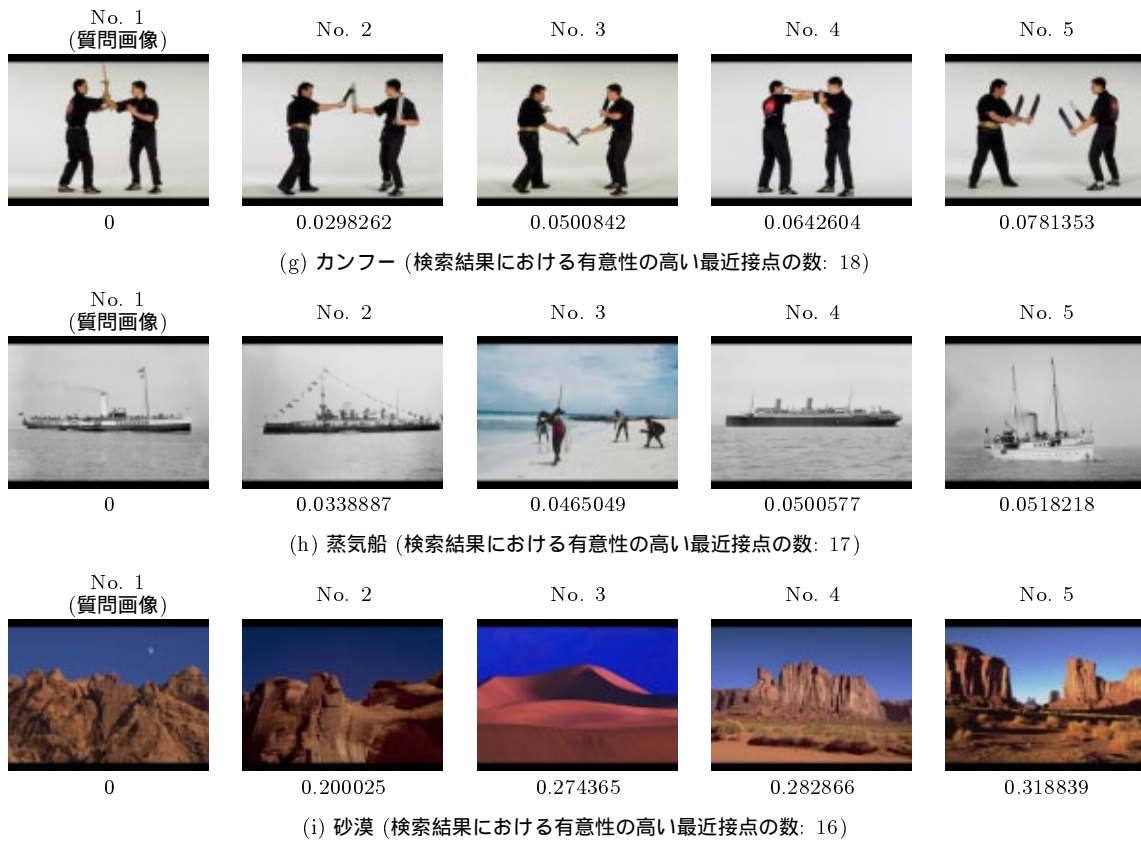 No. 1
(質問画像)
No. 2
No. 3
No. 4
No. 5
0
0.0298262
0.0500842
0.0642604
0.0781353
(g) カンフー (検索結果における有意性の高い最近接点の数: 18)
No. 1
(質問画像)
No. 2
No. 3
No. 4
No. 5
0
0.0338887
0.0465049
0.0500577
0.0518218
(h) 蒸気船 (検索結果における有意性の高い最近接点の数: 17)
No. 1
(質問画像)
No. 2
No. 3
No. 4
No. 5
0
0.200025
0.274365
0.282866
0.318839
(i) 砂漠 (検索結果における有意性の高い最近接点の数: 16)